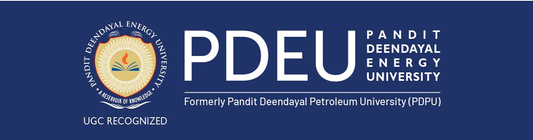 PANDIT DEENDAYAL ENERGY UNIVERSITY
A RESERVOIR OF KNOWLEDGE
UGC RECOGNIZED
PDEU
PANDIT
DEENDAYAL
ENERGY
UNIVERSITY
Formerly Pandit Deendayal Petroleum University (PDPU)